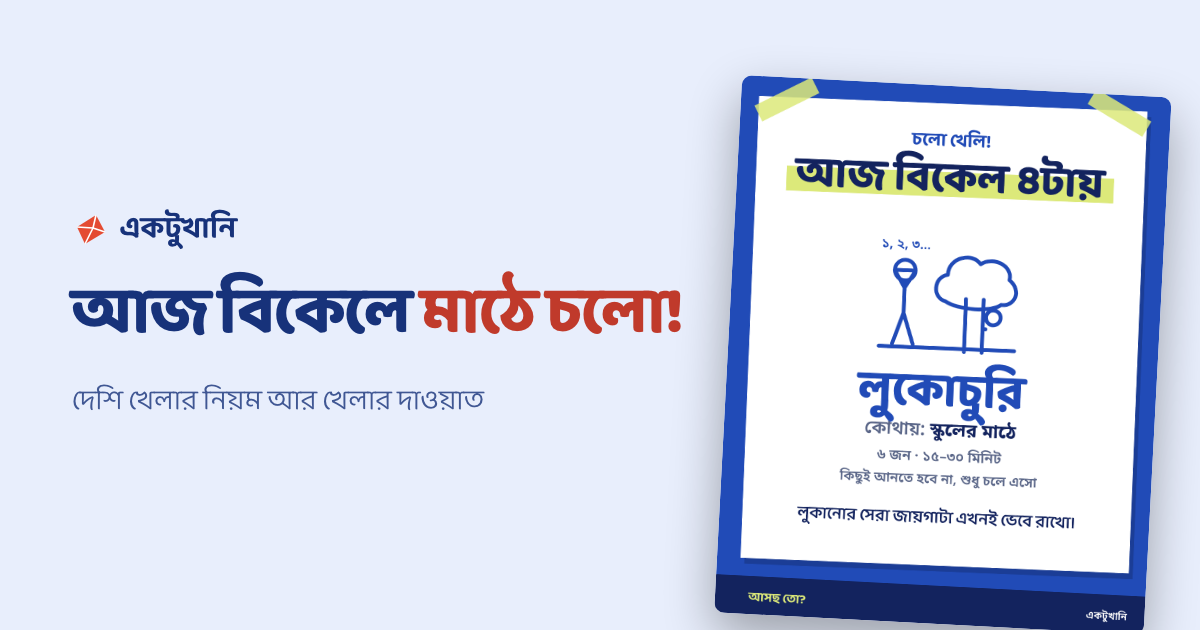 একটুখানি
আজ বিকেলে মাঠে চলো!
দেশি খেলার নিয়ম আর খেলার দাওয়াত
চলো খেলি!
আজ বিকেল ৪টায়
১, ২, ৩...
লুকোচুরি
কোথায়: স্কুলের মাঠে
৬ জন · ১৫–৩০ মিনিট
কিছুই আনতে হবে না, শুধু চলে এসো
লুকানোর সেরা জায়গাটা এখনই ভেবে রাখো।
আসছ তো?
একটুখানি